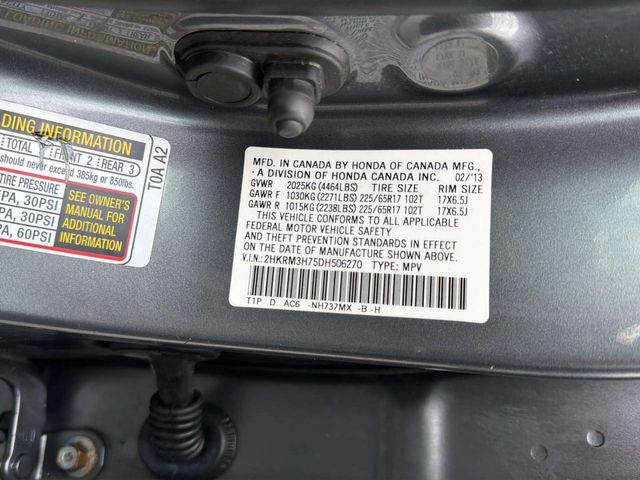 DING INFORMATION
TOTAL 5 FRONT 2 REAR 3
should never exceed 385kg or 850lbs.
TIRE PRESSURE
PA, 30PSI
PA, 30PSI
PA, 60PSI
SEE OWNER'S
MANUAL FOR
ADDITIONAL
INFORMATION
T0A A2
MFD. IN CANADA BY HONDA OF CANADA MFG.,
- A DIVISION OF HONDA CANADA INC. 02/'13
GVWR 2025KG (4464LBS) TIRE SIZE RIM SIZE
GAWR F 1030KG (2271LBS) 225/65R17 102T 17X6.5J
GAWR R 1015KG (2238LBS) 225/65R17 102T 17X6.5J
THIS VEHICLE CONFORMS TO ALL APPLICABLE
FEDERAL MOTOR VEHICLE SAFETY
AND THEFT PREVENTION STANDARDS IN EFFECT
ON THE DATE OF MANUFACTURE SHOWN ABOVE.
V.I.N.: 2HKRM3H75DH506270 TYPE: MPV
T1P D AC6 -NH737MX -B -H